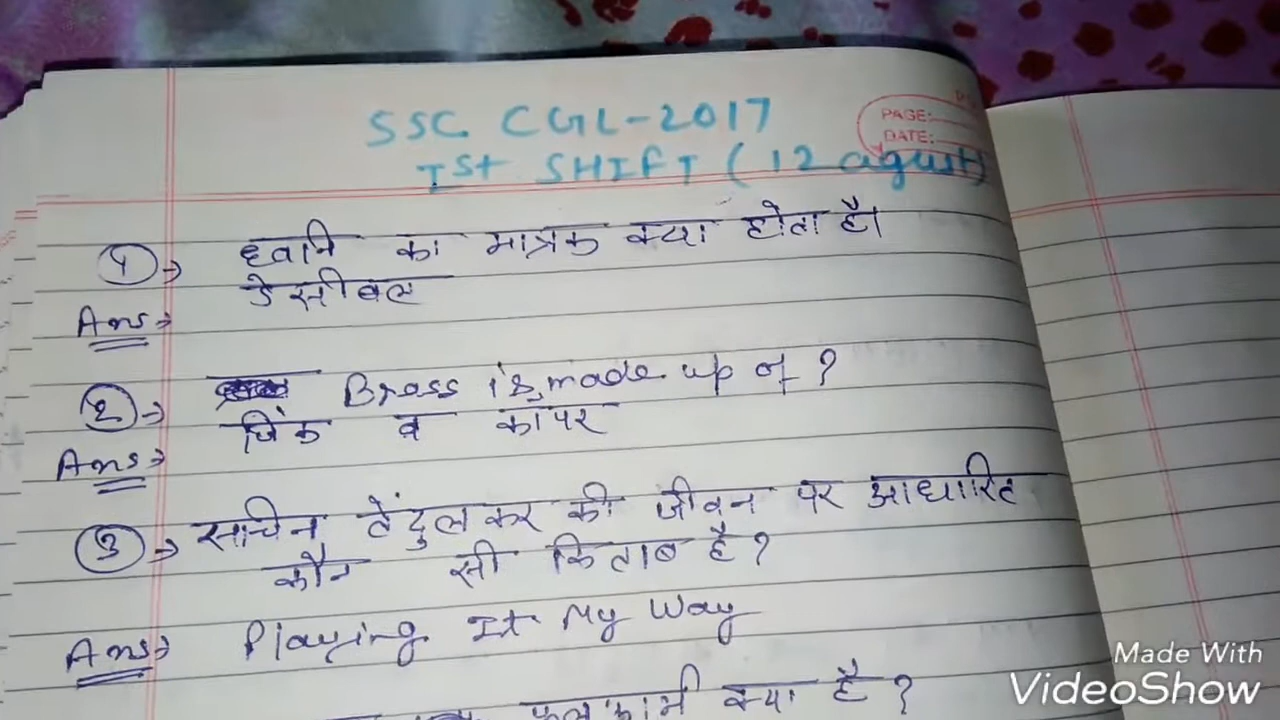 SSC CGL-2017
PAGE:
DATE:
Ist SHIFT (12 agust)
1 → ध्वनि का मात्रक क्या होता है।
डेसीबल
Ans →
2 → Brass is made up of?
जिंक व कॉपर
Ans →
3 → सचिन तेंदुलकर की जीवन पर आधारित
कौन सी किताब है?
Ans → Playing It My Way
क्या है?
Made With
VideoShow